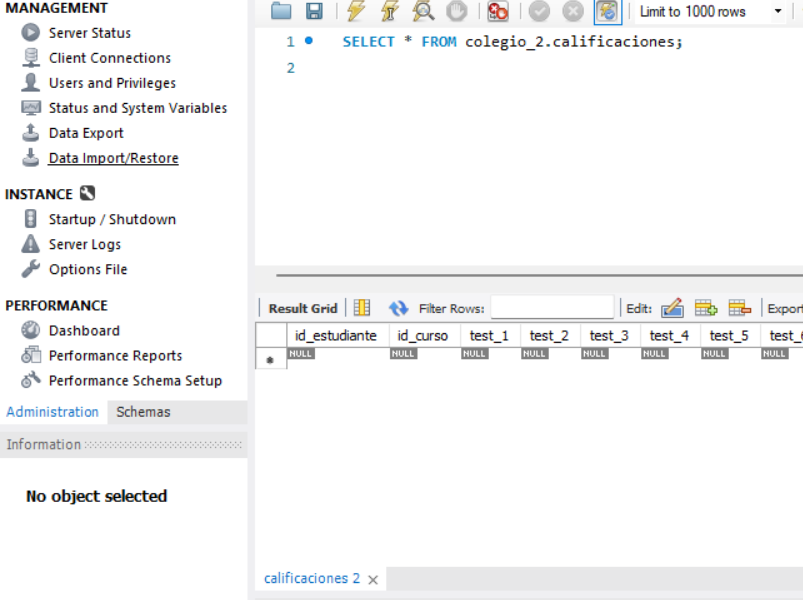 MANAGEMENT
Server Status
Client Connections
Users and Privileges
Status and System Variables
Data Export
Data Import/Restore
INSTANCE
Startup / Shutdown
Server Logs
Options File
PERFORMANCE
Dashboard
Performance Reports
Performance Schema Setup
Administration Schemas
Information
No object selected
Limit to 1000 rows
1 SELECT * FROM colegio_2.calificaciones;
2
Result Grid Filter Rows: Edit: Export
id_estudiante id_curso test_1 test_2 test_3 test_4 test_5 test_6
* NULL NULL NULL NULL NULL NULL NULL NULL
calificaciones 2